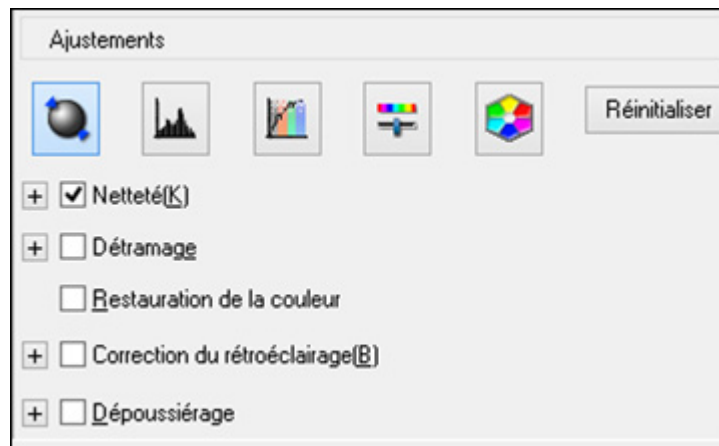 Ajustements
Réinitialiser
Netteté(K)
Détramage
Restauration de la couleur
Correction du rétroéclairage(B)
Dépoussiérage